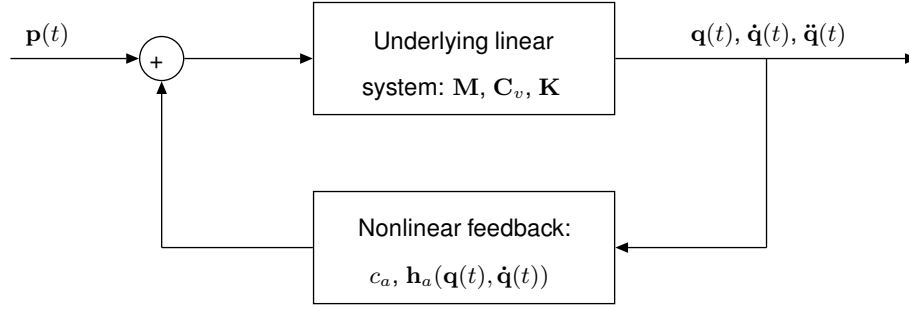 p(t)
+
Underlying linear
system: M, C_v, K
q(t), q̇(t), q̈(t)
Nonlinear feedback:
c_a, h_a(q(t), q̇(t))